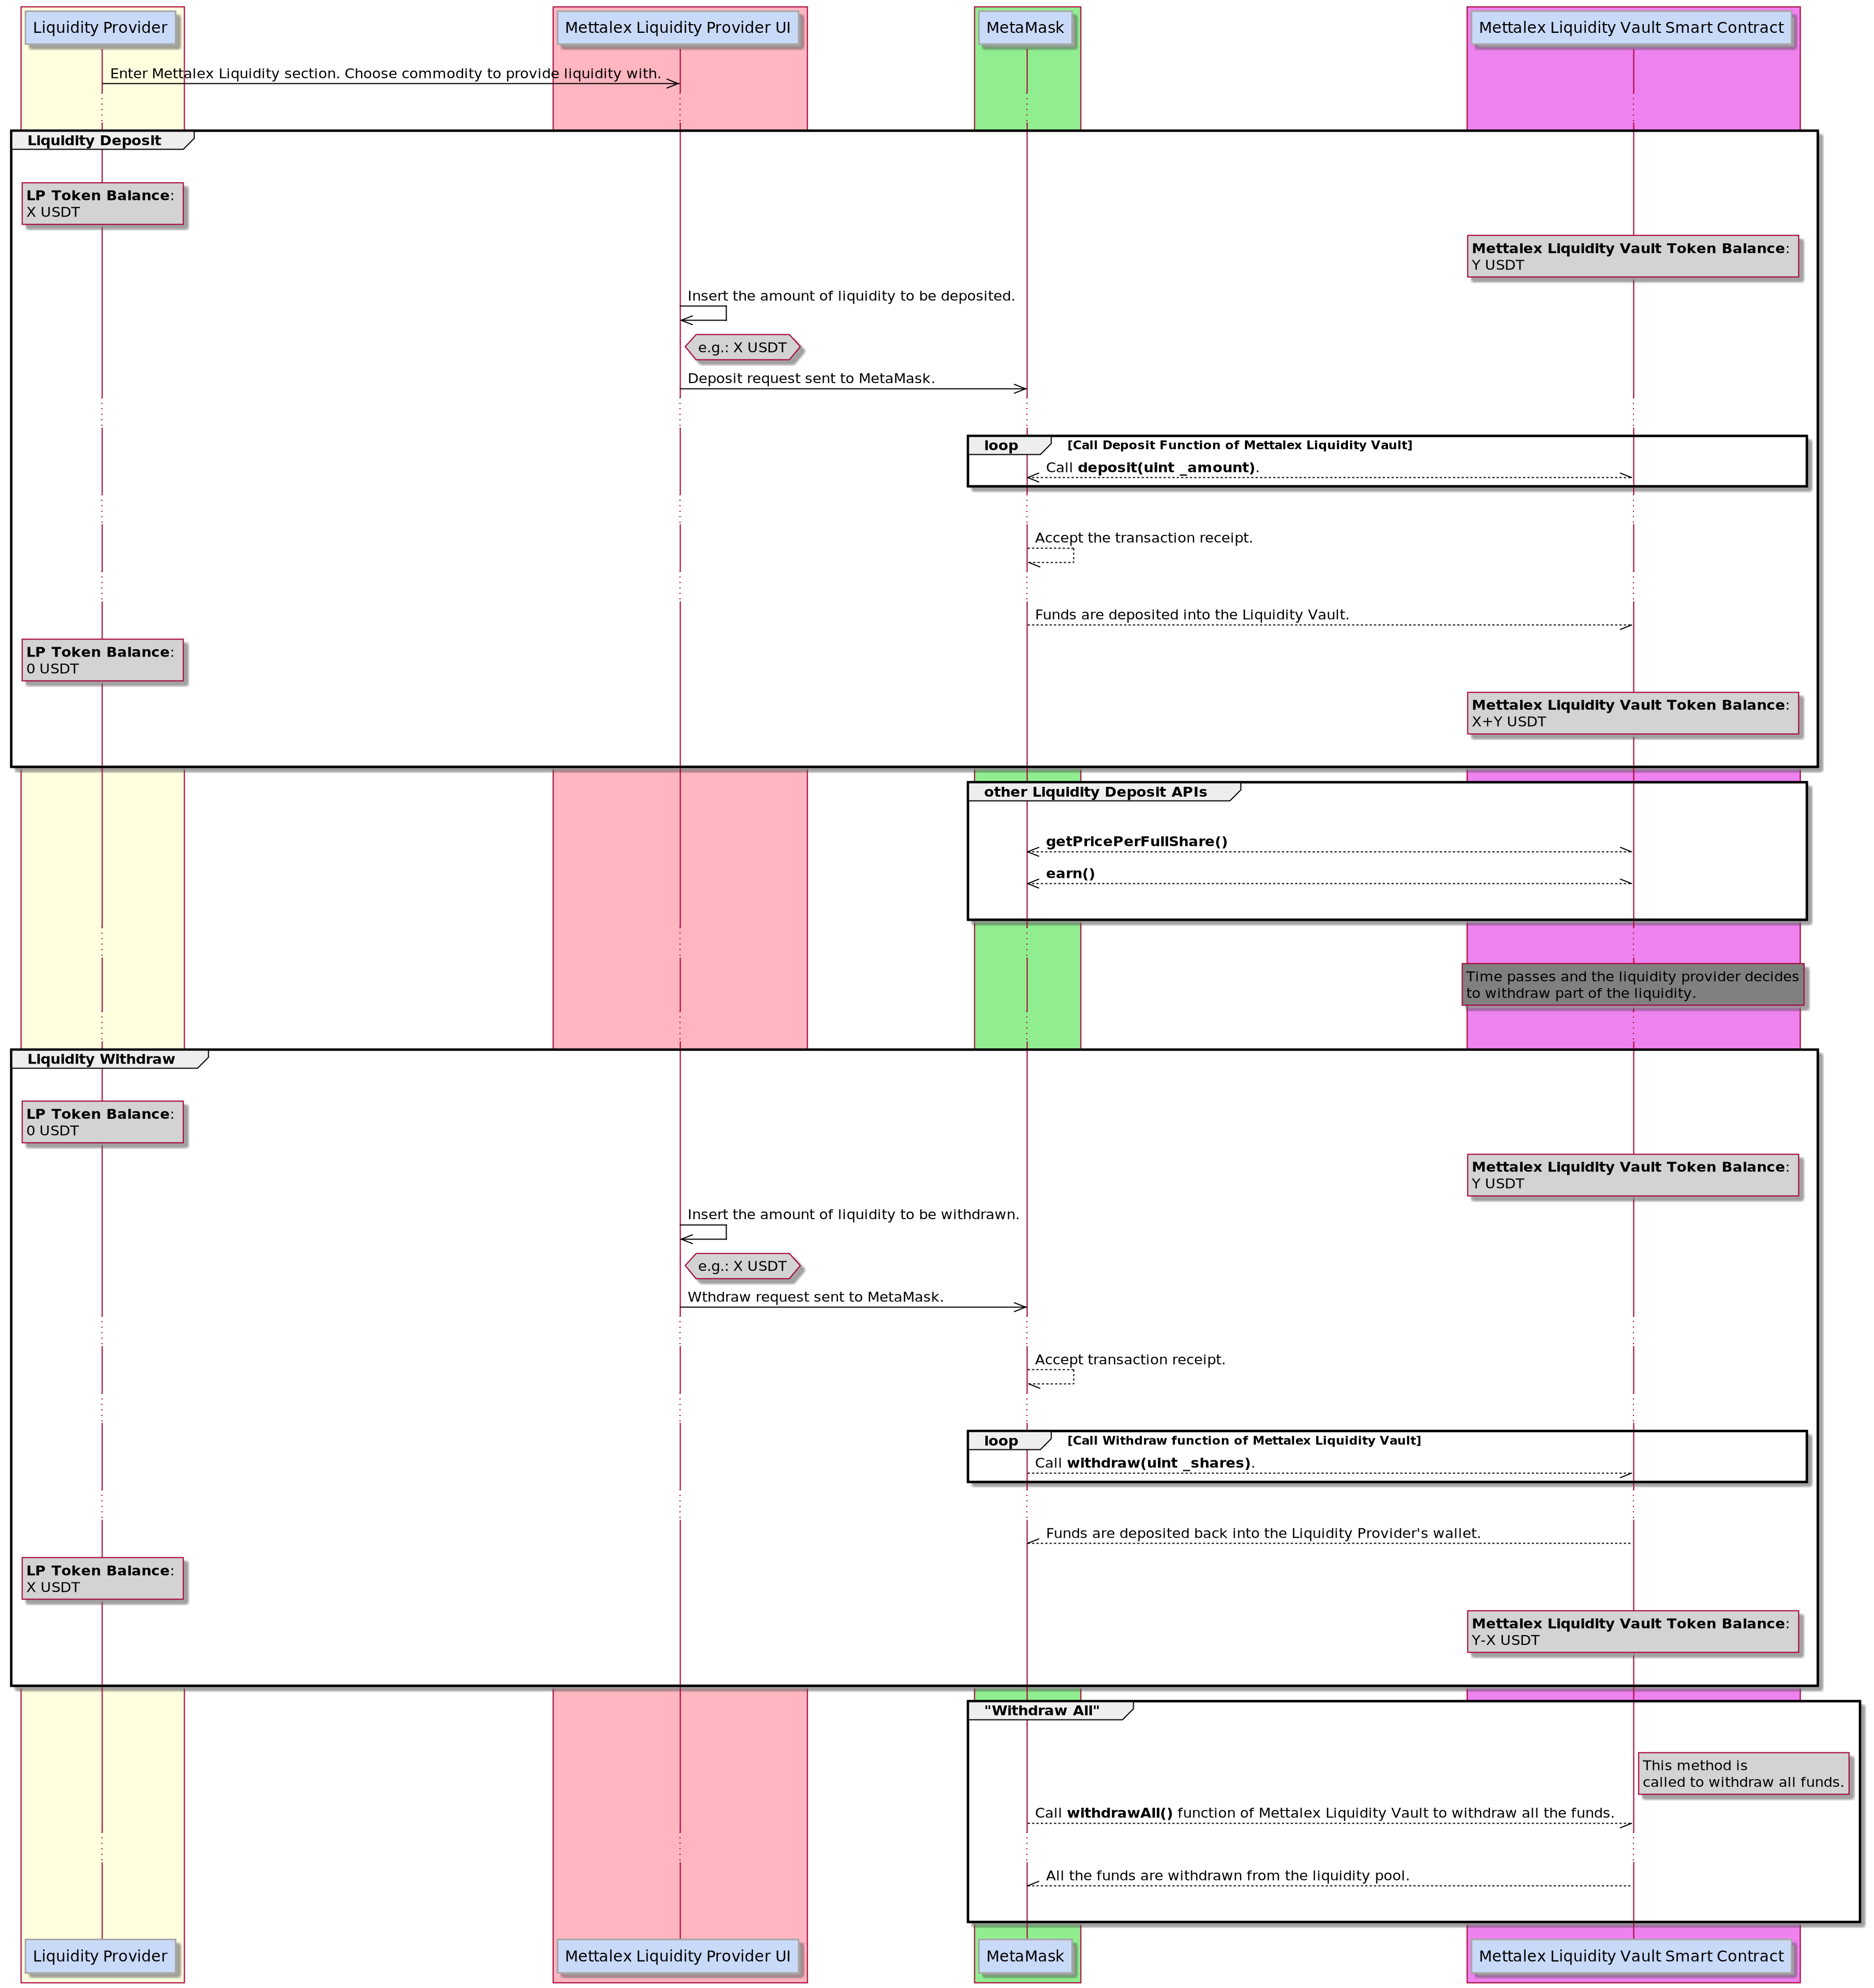 Liquidity Provider
Mettalex Liquidity Provider UI
MetaMask
Mettalex Liquidity Vault Smart Contract
Enter Mettalex Liquidity section. Choose commodity to provide liquidity with.
Liquidity Deposit
LP Token Balance:
X USDT
Mettalex Liquidity Vault Token Balance:
Y USDT
Insert the amount of liquidity to be deposited.
e.g.: X USDT
Deposit request sent to MetaMask.
loop [Call Deposit Function of Mettalex Liquidity Vault]
Call deposit(uint _amount).
Accept the transaction receipt.
Funds are deposited into the Liquidity Vault.
LP Token Balance:
0 USDT
Mettalex Liquidity Vault Token Balance:
X+Y USDT
other Liquidity Deposit APIs
getPricePerFullShare()
earn()
Time passes and the liquidity provider decides
to withdraw part of the liquidity.
Liquidity Withdraw
LP Token Balance:
0 USDT
Mettalex Liquidity Vault Token Balance:
Y USDT
Insert the amount of liquidity to be withdrawn.
e.g.: X USDT
Wthdraw request sent to MetaMask.
Accept transaction receipt.
loop [Call Withdraw function of Mettalex Liquidity Vault]
Call withdraw(uint _shares).
Funds are deposited back into the Liquidity Provider's wallet.
LP Token Balance:
X USDT
Mettalex Liquidity Vault Token Balance:
Y-X USDT
"Withdraw All"
This method is
called to withdraw all funds.
Call withdrawAll() function of Mettalex Liquidity Vault to withdraw all the funds.
All the funds are withdrawn from the liquidity pool.
Liquidity Provider
Mettalex Liquidity Provider UI
MetaMask
Mettalex Liquidity Vault Smart Contract